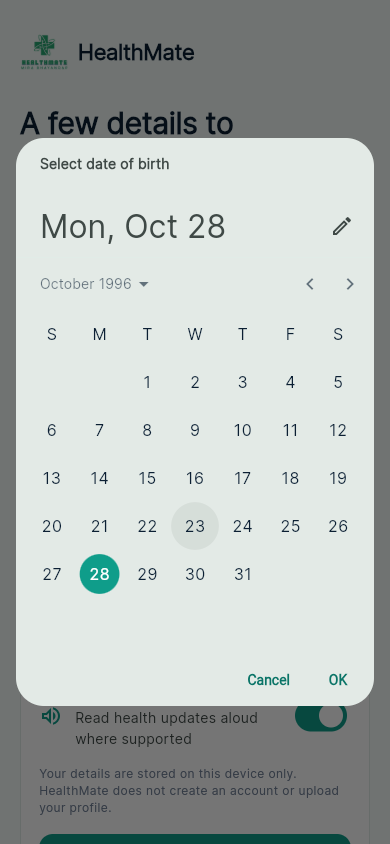 HEALTHMATE
HealthMate
A few details to
Select date of birth
Mon, Oct 28
October 1996
S M T W T F S
1 2 3 4 5
6 7 8 9 10 11 12
13 14 15 16 17 18 19
20 21 22 23 24 25 26
27 28 29 30 31
Cancel OK
Read health updates aloud
where supported
Your details are stored on this device only.
HealthMate does not create an account or upload
your profile.